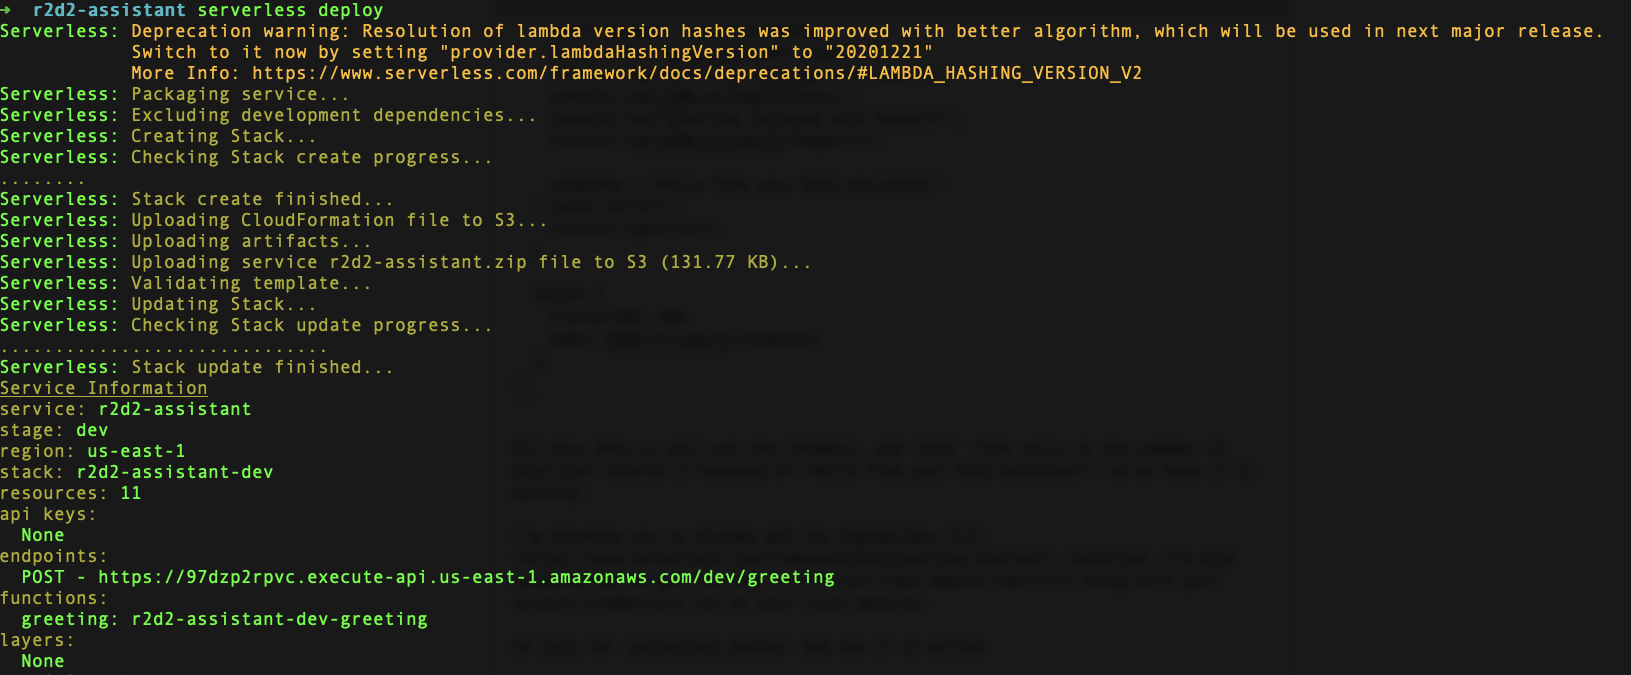 → r2d2-assistant serverless deploy
Serverless: Deprecation warning: Resolution of lambda version hashes was improved with better algorithm, which will be used in next major release.
Switch to it now by setting "provider.lambdaHashingVersion" to "20201221"
More Info: https://www.serverless.com/framework/docs/deprecations/#LAMBDA_HASHING_VERSION_V2
Serverless: Packaging service...
Serverless: Excluding development dependencies...
Serverless: Creating Stack...
Serverless: Checking Stack create progress...
........
Serverless: Stack create finished...
Serverless: Uploading CloudFormation file to S3...
Serverless: Uploading artifacts...
Serverless: Uploading service r2d2-assistant.zip file to S3 (131.77 KB)...
Serverless: Validating template...
Serverless: Updating Stack...
Serverless: Checking Stack update progress...
..............................
Serverless: Stack update finished...
Service Information
service: r2d2-assistant
stage: dev
region: us-east-1
stack: r2d2-assistant-dev
resources: 11
api keys:
None
endpoints:
POST - https://97dzp2rpvc.execute-api.us-east-1.amazonaws.com/dev/greeting
functions:
greeting: r2d2-assistant-dev-greeting
layers:
None